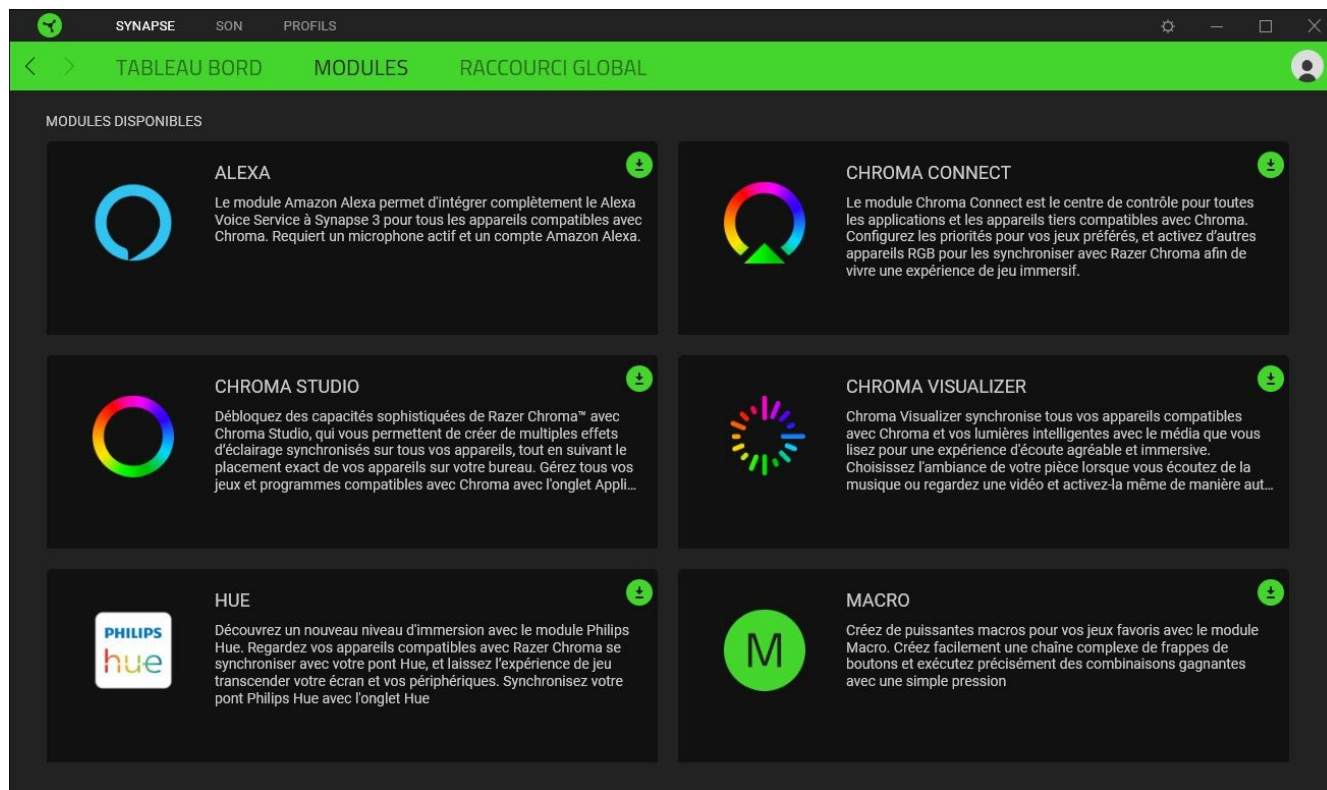 SYNAPSE SON PROFILS
TABLEAU BORD MODULES RACCOURCI GLOBAL
MODULES DISPONIBLES
ALEXA
Le module Amazon Alexa permet d'intégrer complètement le Alexa
Voice Service à Synapse 3 pour tous les appareils compatibles avec
Chroma. Requiert un microphone actif et un compte Amazon Alexa.
CHROMA CONNECT
Le module Chroma Connect est le centre de contrôle pour toutes
les applications et les appareils tiers compatibles avec Chroma.
Configurez les priorités pour vos jeux préférés, et activez d'autres
appareils RGB pour les synchroniser avec Razer Chroma afin de
vivre une expérience de jeu immersif.
CHROMA STUDIO
Débloquez des capacités sophistiquées de Razer Chroma™ avec
Chroma Studio, qui vous permettent de créer de multiples effets
d'éclairage synchronisés sur tous vos appareils, tout en suivant le
placement exact de vos appareils sur votre bureau. Gérez tous vos
jeux et programmes compatibles avec Chroma avec l'onglet Appli...
CHROMA VISUALIZER
Chroma Visualizer synchronise tous vos appareils compatibles
avec Chroma et vos lumières intelligentes avec le média que vous
lisez pour une expérience d'écoute agréable et immersive.
Choisissez l'ambiance de votre pièce lorsque vous écoutez de la
musique ou regardez une vidéo et activez-la même de manière aut...
PHILIPS
hue
HUE
Découvrez un nouveau niveau d'immersion avec le module Philips
Hue. Regardez vos appareils compatibles avec Razer Chroma se
synchroniser avec votre pont Hue, et laissez l'expérience de jeu
transcender votre écran et vos périphériques. Synchronisez votre
pont Philips Hue avec l'onglet Hue
M
MACRO
Créez de puissantes macros pour vos jeux favoris avec le module
Macro. Créez facilement une chaîne complexe de frappes de
boutons et exécutez précisément des combinaisons gagnantes
avec une simple pression